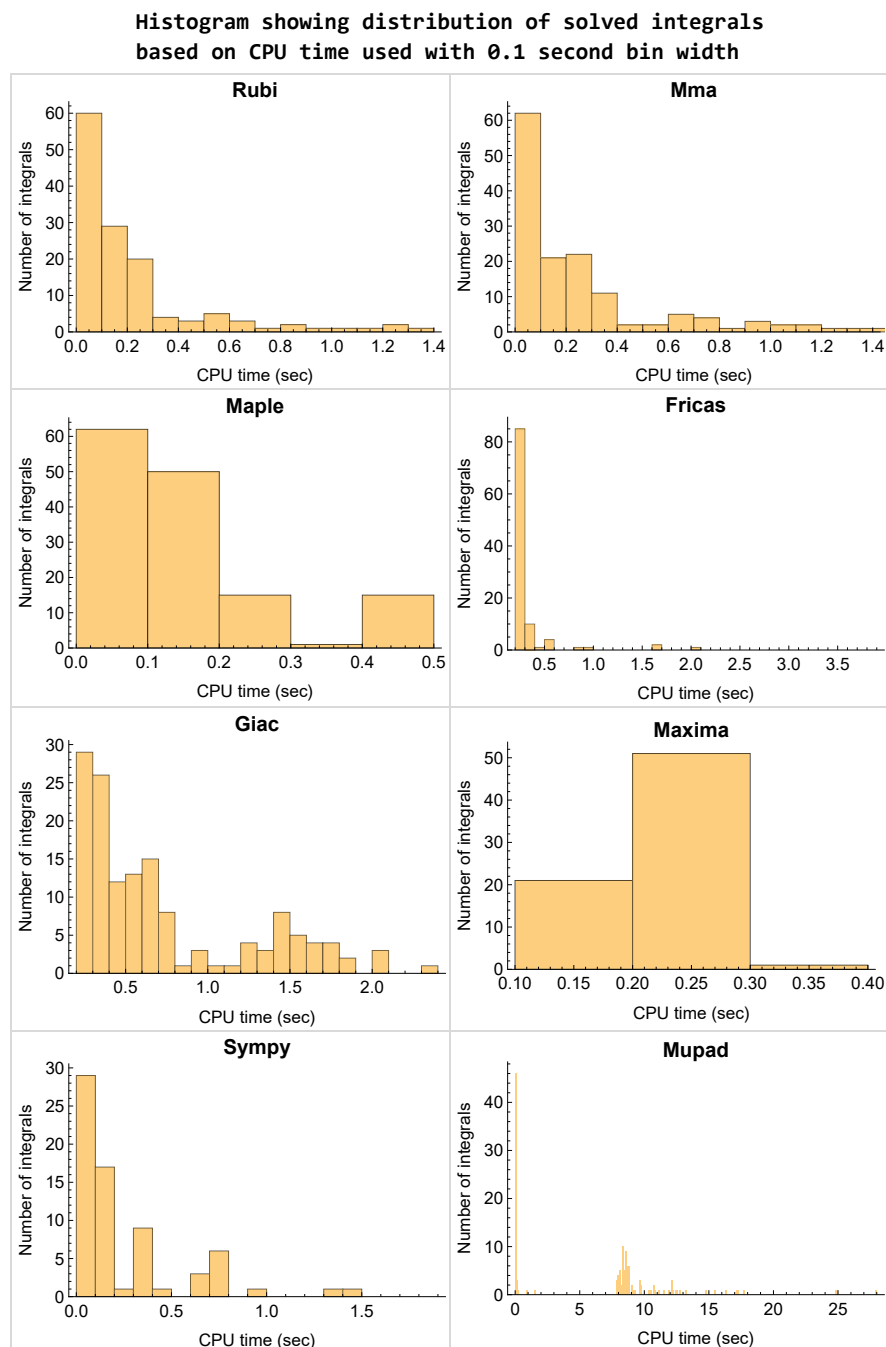 Histogram showing distribution of solved integrals
based on CPU time used with 0.1 second bin width
Rubi
Number of integrals
60
50
40
30
20
10
0
0.0 0.2 0.4 0.6 0.8 1.0 1.2 1.4
CPU time (sec)
Mma
Number of integrals
60
50
40
30
20
10
0
0.0 0.2 0.4 0.6 0.8 1.0 1.2 1.4
CPU time (sec)
Maple
Number of integrals
60
50
40
30
20
10
0
0.0 0.1 0.2 0.3 0.4 0.5
CPU time (sec)
Fricas
Number of integrals
80
60
40
20
0
0.5 1.0 1.5 2.0 2.5 3.0 3.5
CPU time (sec)
Giac
Number of integrals
30
25
20
15
10
5
0
0.5 1.0 1.5 2.0
CPU time (sec)
Maxima
Number of integrals
50
40
30
20
10
0
0.10 0.15 0.20 0.25 0.30 0.35 0.40
CPU time (sec)
Sympy
Number of integrals
30
25
20
15
10
5
0
0.0 0.5 1.0 1.5
CPU time (sec)
Mupad
Number of integrals
40
30
20
10
0
0 5 10 15 20 25
CPU time (sec)